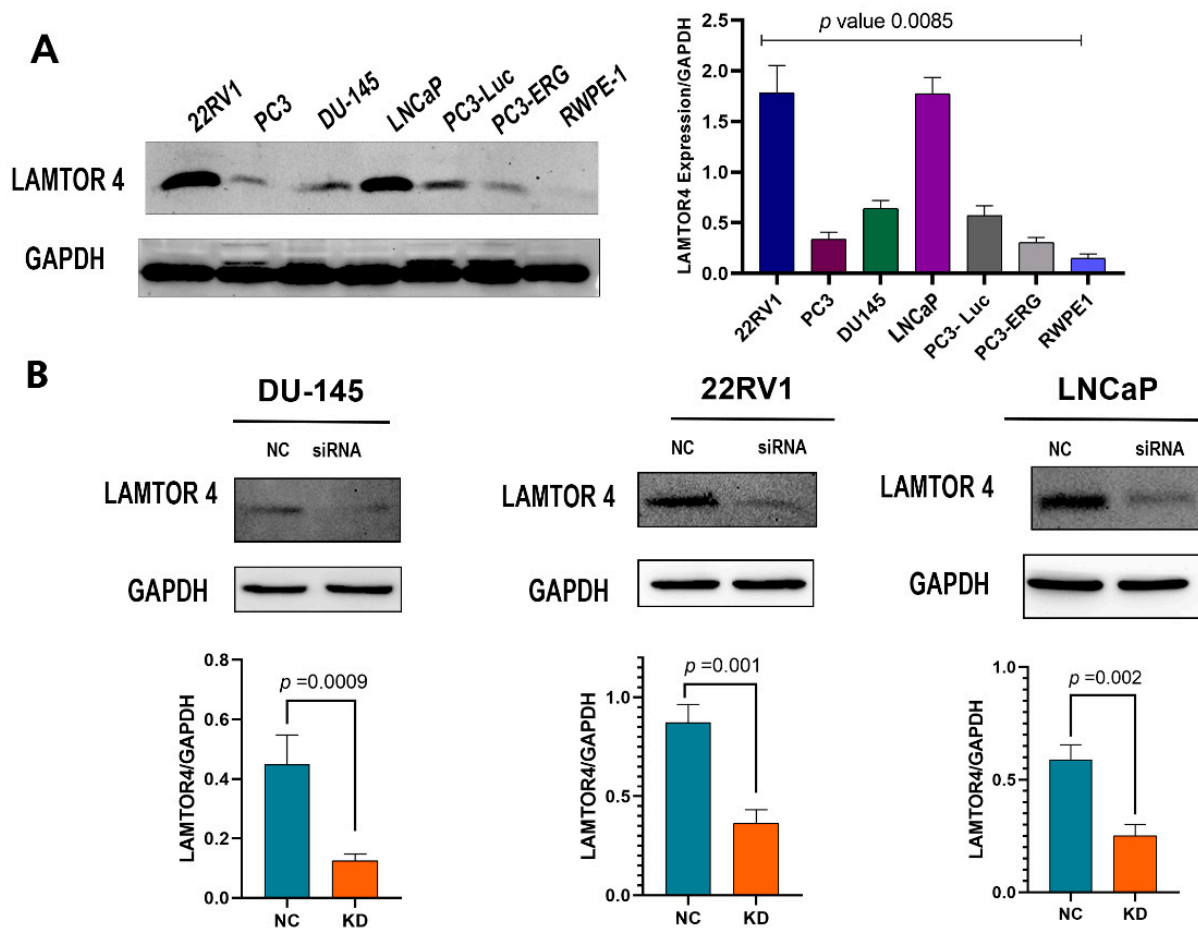 A
22RV1 PC3 DU-145 LNCaP PC3-Luc PC3-ERG RWPE-1
LAMTOR 4
GAPDH
p value 0.0085
LAMTOR4 Expression/GAPDH
2.5
2.0
1.5
1.0
0.5
0.0
22RV1 PC3 DU145 LNCaP PC3- Luc PC3-ERG RWPE1
B
DU-145
NC siRNA
LAMTOR 4
GAPDH
p =0.0009
LAMTOR4/GAPDH
0.8
0.6
0.4
0.2
0.0
NC KD
22RV1
NC siRNA
LAMTOR 4
GAPDH
p =0.001
LAMTOR4/GAPDH
1.0
0.5
0.0
NC KD
LNCaP
NC siRNA
LAMTOR 4
GAPDH
p =0.002
LAMTOR4/GAPDH
1.0
0.5
0.0
NC KD